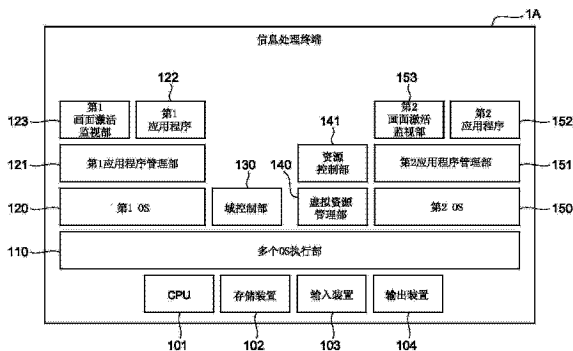 1A
信息处理终端
122
153
123
第1
画面激活
监视部
第1
应用程序
141
第2
画面激活
监视部
第2
应用程序
152
121
第1应用程序管理部
130
140
资源
控制部
第2应用程序管理部
151
120
第1 OS
域控制部
虚拟资源
管理部
第2 OS
150
110
多个OS执行部
CPU
存储装置
输入装置
输出装置
101
102
103
104